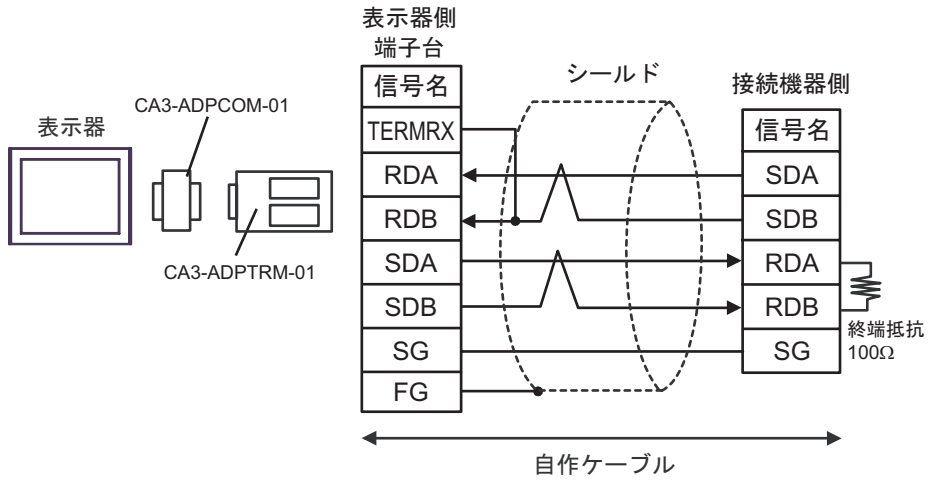 表示器
CA3-ADPCOM-01
CA3-ADPTRM-01
表示器側
端子台
信号名
TERMRX
RDA
RDB
SDA
SDB
SG
FG
シールド
接続機器側
信号名
SDA
SDB
RDA
RDB
SG
終端抵抗
100Ω
自作ケーブル